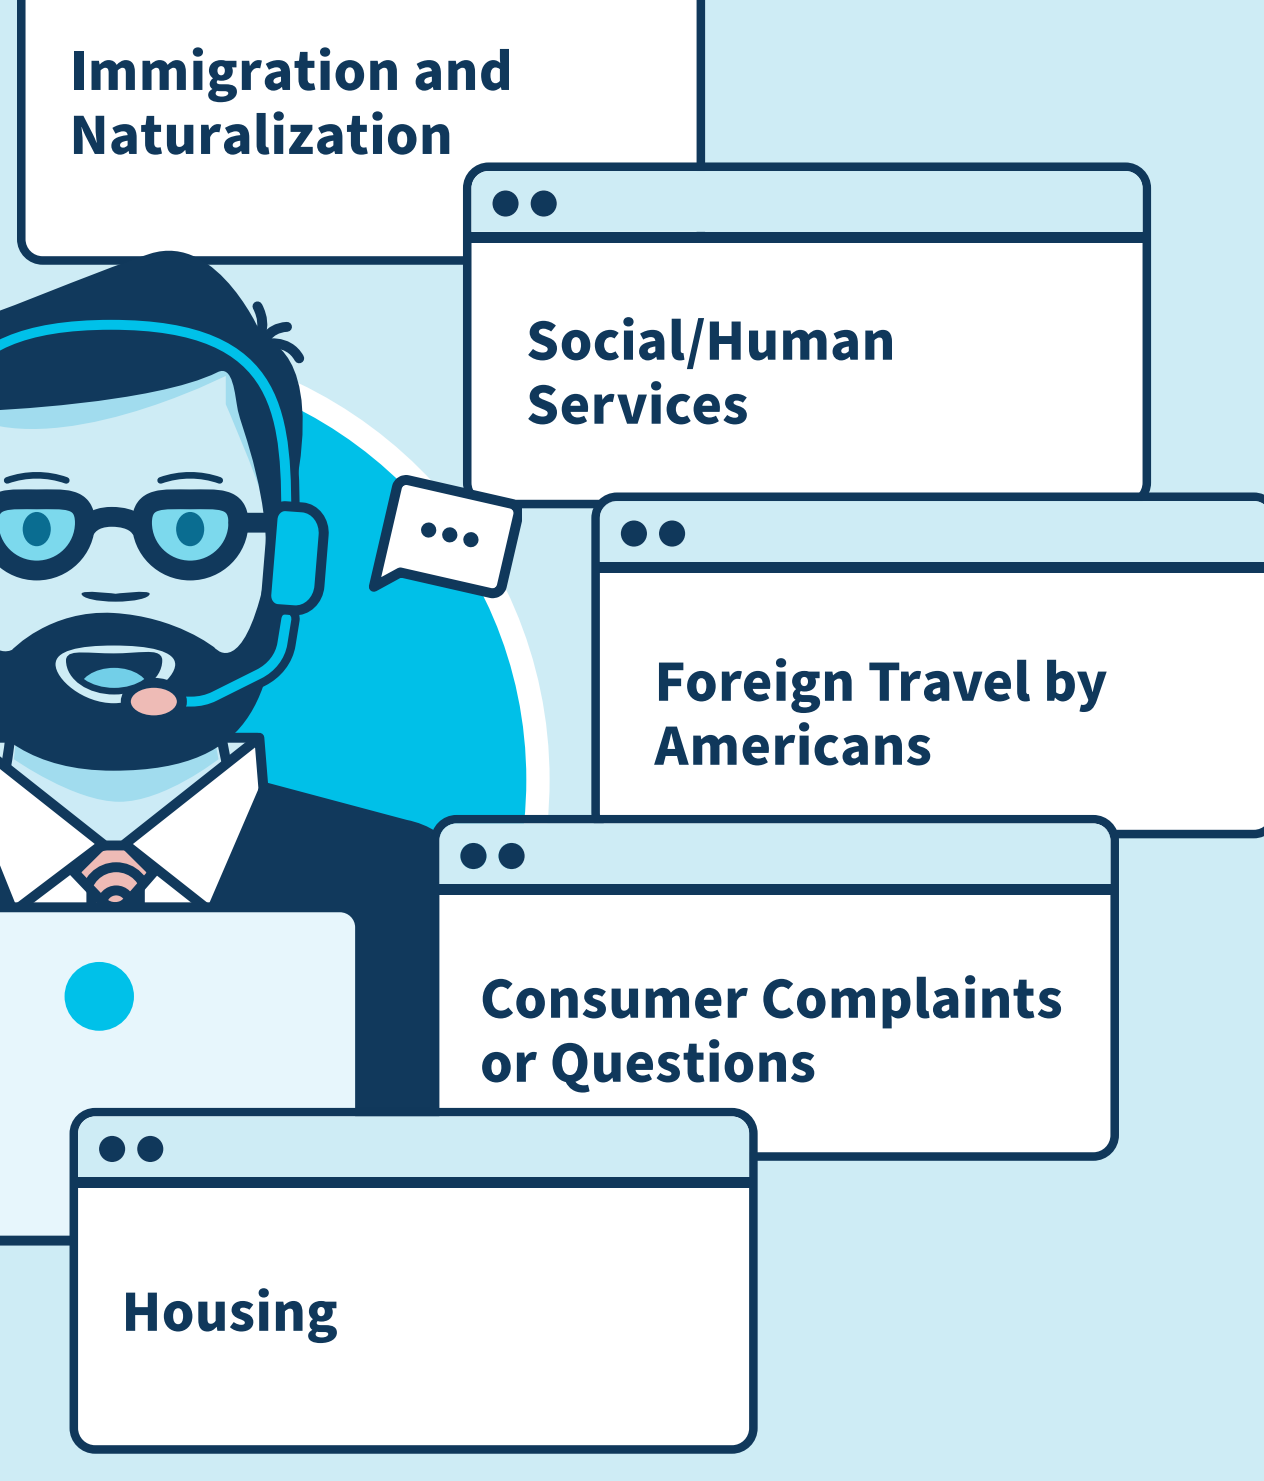 Immigration and
Naturalization
Social/Human
Services
Foreign Travel by
Americans
Consumer Complaints
or Questions
Housing